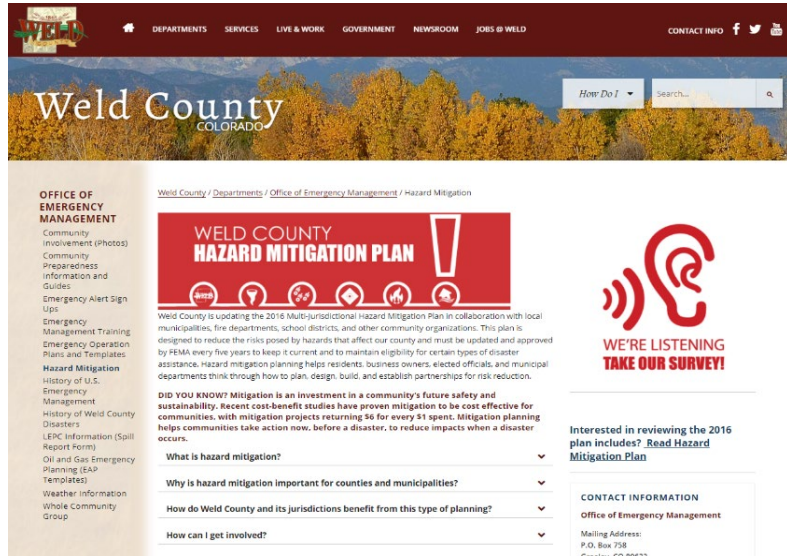 WELD
DEPARTMENTS SERVICES LIVE & WORK GOVERNMENT NEWSROOM JOBS @ WELD CONTACT INFO
Weld County
COLORADO
How Do I
Search...
OFFICE OF
EMERGENCY
MANAGEMENT
Community
Involvement (Photos)
Community
Preparedness
Information and
Guides
Emergency Alert Sign
Ups
Emergency
Management Training
Emergency Operation
Plans and Templates
Hazard Mitigation
History of U.S.
Emergency
Management
History of Weld County
Disasters
LEPC Information (Spill
Report Form)
Oil and Gas Emergency
Planning (EAP
Templates)
Weather Information
Whole Community
Group
Weld County / Departments / Office of Emergency Management / Hazard Mitigation
WELD COUNTY
HAZARD MITIGATION PLAN
Weld County is updating the 2016 Multi-Jurisdictional Hazard Mitigation Plan in collaboration with local
municipalities, fire departments, school districts, and other community organizations. This plan is
designed to reduce the risks posed by hazards that affect our county and must be updated and approved
by FEMA every five years to keep it current and to maintain eligibility for certain types of disaster
assistance. Hazard mitigation planning helps residents, business owners, elected officials, and municipal
departments think through how to plan, design, build, and establish partnerships for risk reduction.
DID YOU KNOW? Mitigation is an investment in a community's future safety and
sustainability. Recent cost-benefit studies have proven mitigation to be cost effective for
communities, with mitigation projects returning $6 for every $1 spent. Mitigation planning
helps communities take action now, before a disaster, to reduce impacts when a disaster
occurs.
What is hazard mitigation?
Why is hazard mitigation important for counties and municipalities?
How do Weld County and its jurisdictions benefit from this type of planning?
How can I get involved?
WE'RE LISTENING
TAKE OUR SURVEY!
Interested in reviewing the 2016
plan includes? Read Hazard
Mitigation Plan
CONTACT INFORMATION
Office of Emergency Management
Mailing Address:
P.O. Box 758